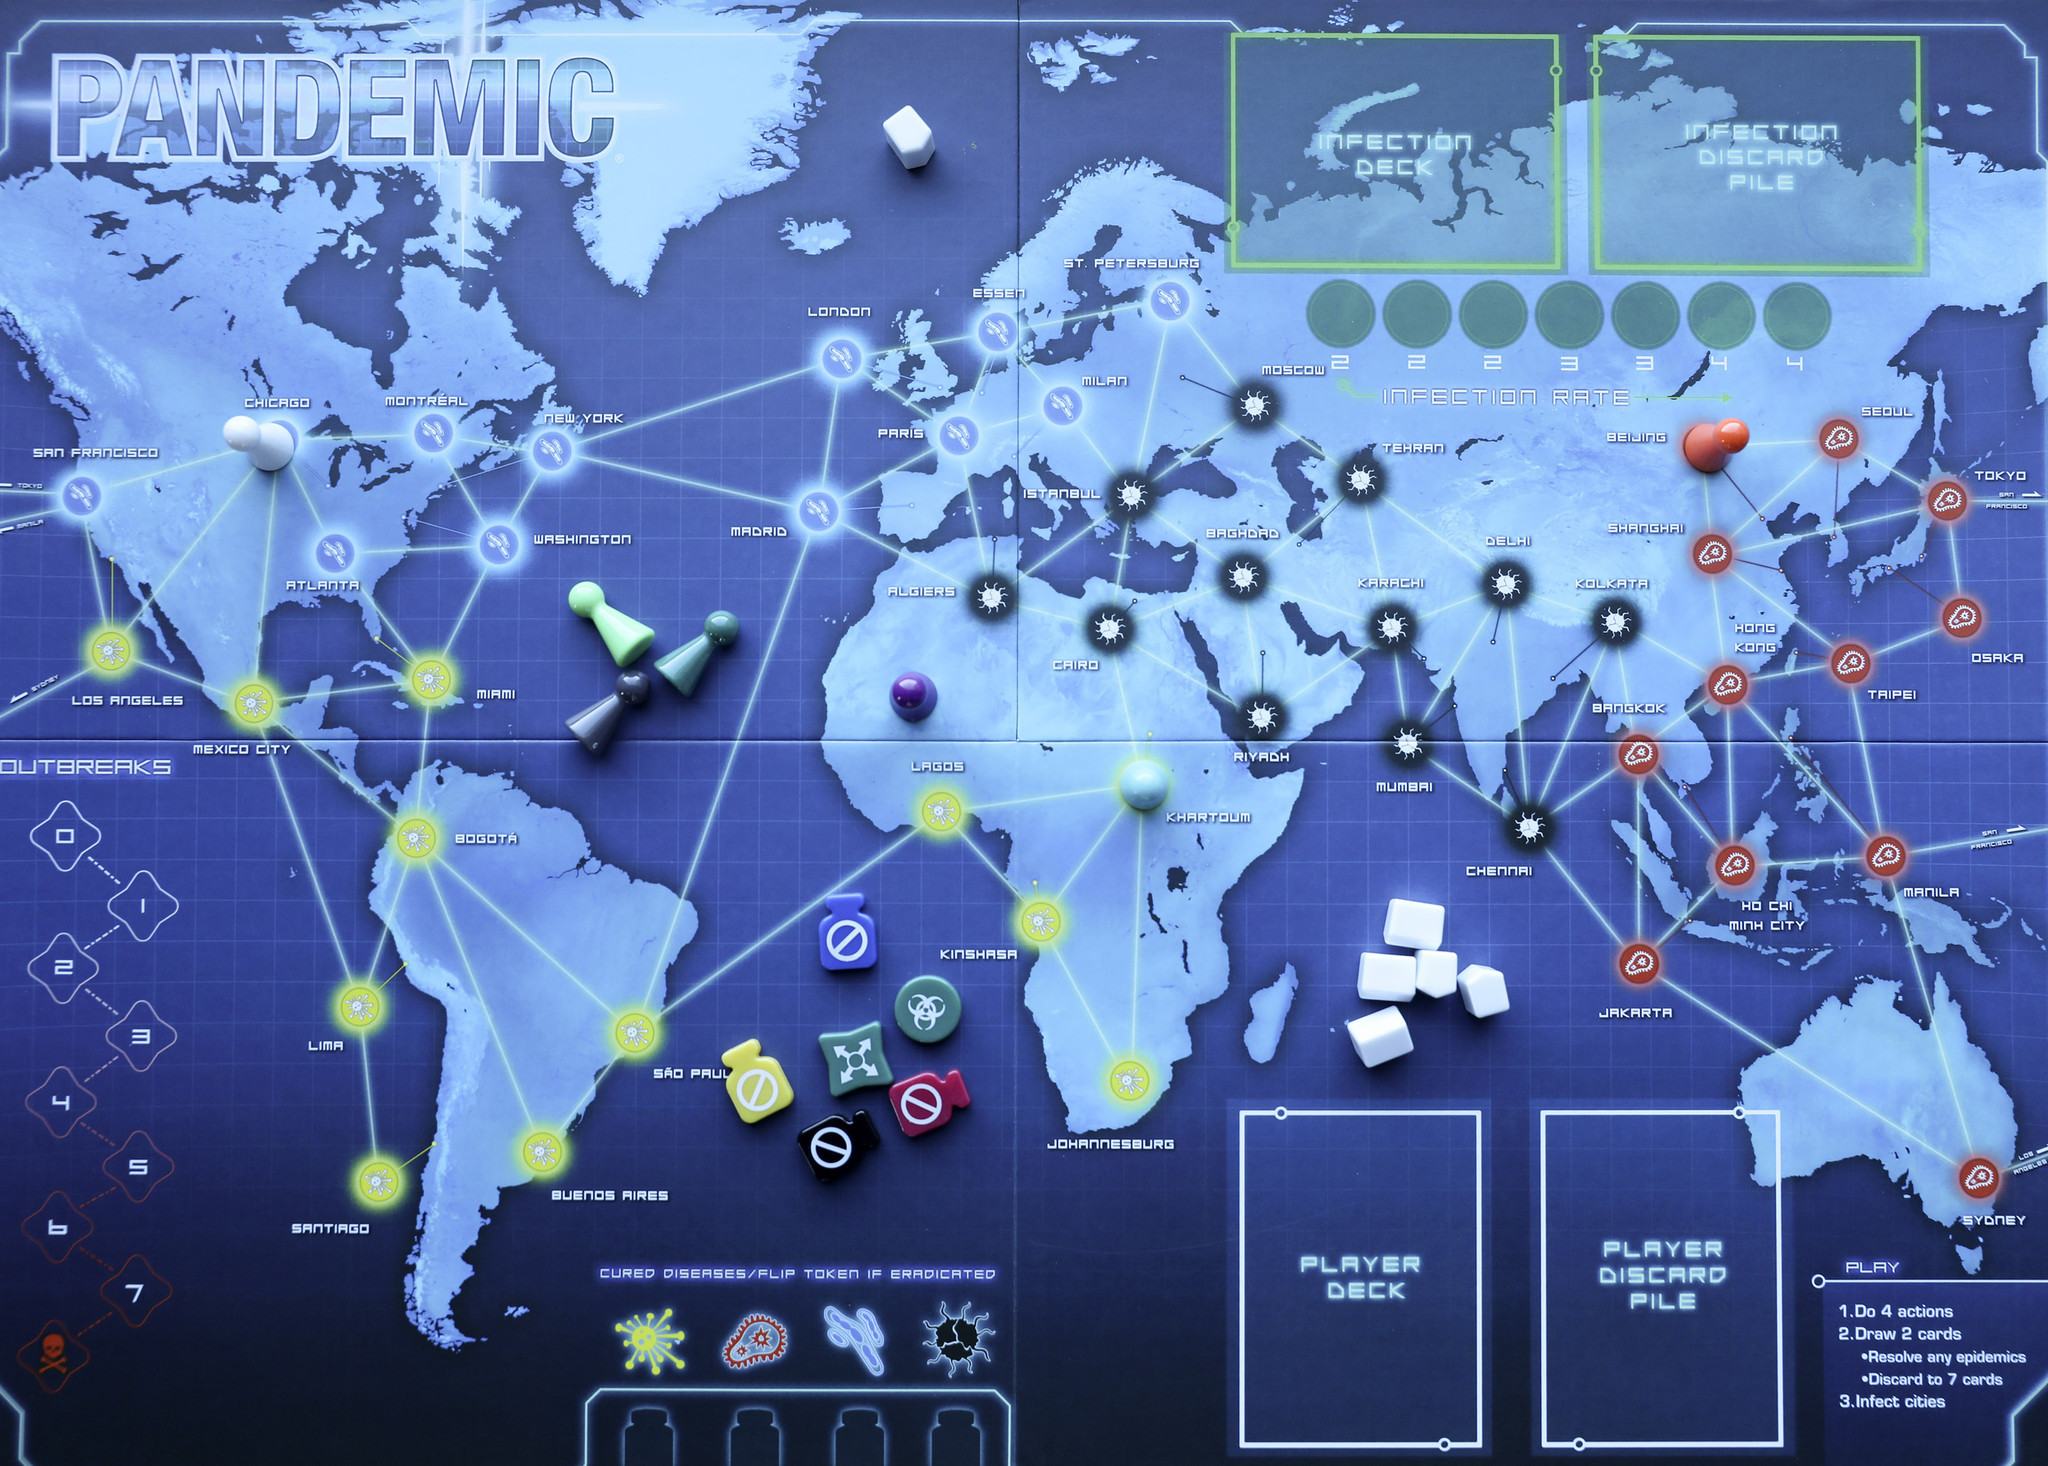 PANDEMIC
®
INFECTION
DECK
INFECTION
DISCARD
PILE
2 2 2 3 3 4 4
INFECTION RATE
ST. PETERSBURG
ESSEN
LONDON
MOSCOW
MILAN
CHICAGO
MONTRÉAL
NEW YORK
PARIS
BEIJING
SEOUL
SAN FRANCISCO
TEHRAN
TOKYO
TOKYO
MANILA
ISTANBUL
SAN
FRANCISCO
MADRID
WASHINGTON
BAGHDAD
DELHI
SHANGHAI
ATLANTA
ALGIERS
KARACHI
KOLKATA
HONG
KONG
CAIRO
OSAKA
SYDNEY
LOS ANGELES
MIAMI
TAIPEI
BANGKOK
MEXICO CITY
RIYADH
OUTBREAKS
LAGOS
MUMBAI
KHARTOUM
0
BOGOTÁ
SAN
FRANCISCO
CHENNAI
MANILA
1
HO CHI
MINH CITY
KINSHASA
2
JAKARTA
3
LIMA
SÃO PAUL
4
JOHANNESBURG
5
BUENOS AIRES
LOS
ANGELES
6
SANTIAGO
SYDNEY
7
CURED DISEASES/FLIP TOKEN IF ERADICATED
PLAYER
DECK
PLAYER
DISCARD
PILE
PLAY
1.Do 4 actions
2.Draw 2 cards
•Resolve any epidemics
•Discard to 7 cards
3.Infect cities